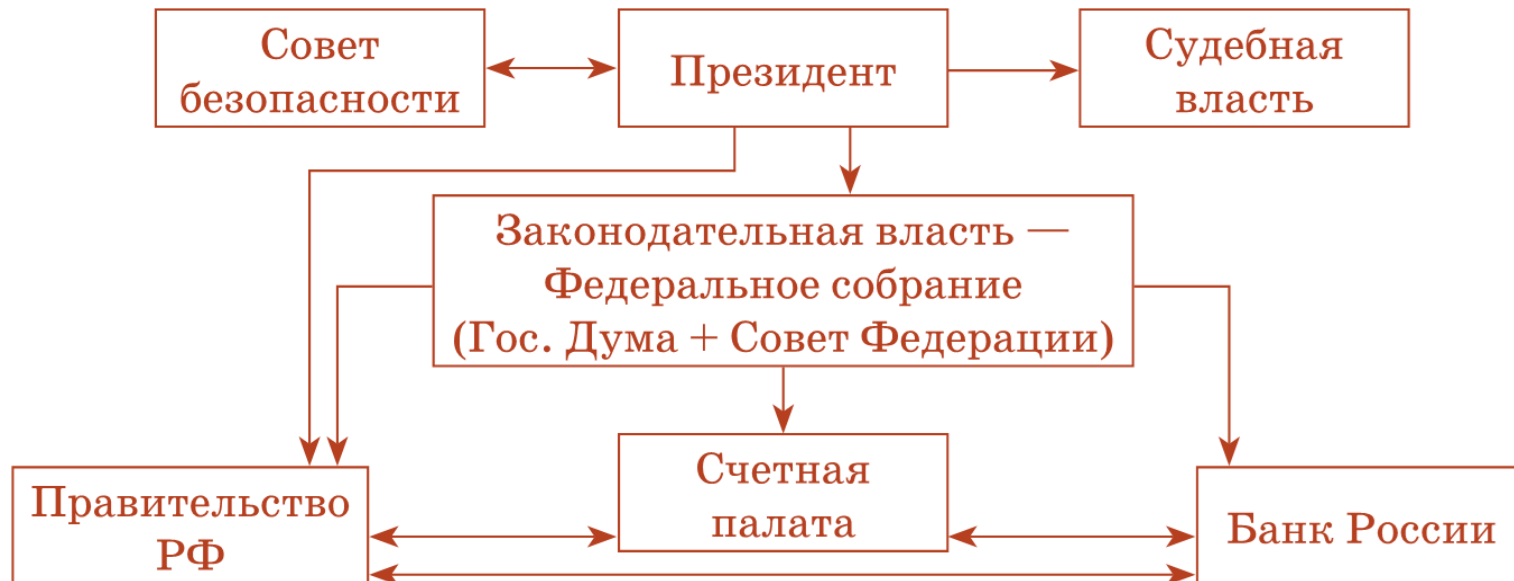 Совет
безопасности
Президент
Судебная
власть
Законодательная власть —
Федеральное собрание
(Гос. Дума + Совет Федерации)
Правительство
РФ
Счетная
палата
Банк России